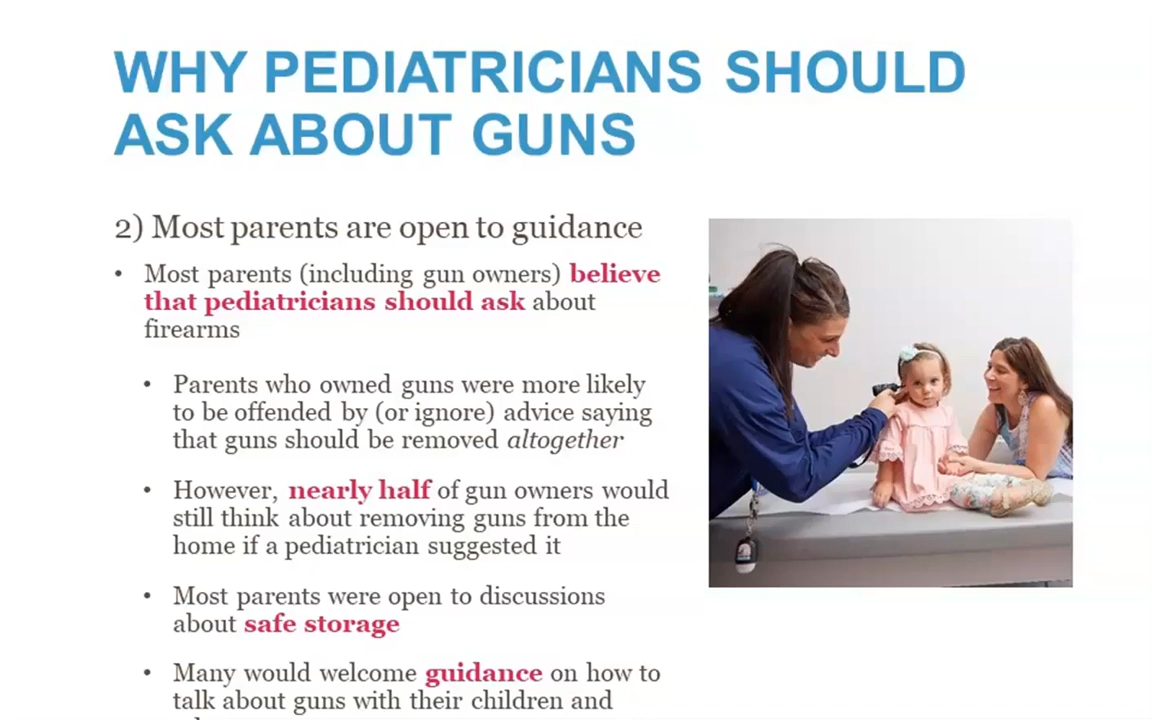 WHY PEDIATRICIANS SHOULD
ASK ABOUT GUNS
2) Most parents are open to guidance
• Most parents (including gun owners) believe
that pediatricians should ask about
firearms
• Parents who owned guns were more likely
to be offended by (or ignore) advice saying
that guns should be removed altogether
• However, nearly half of gun owners would
still think about removing guns from the
home if a pediatrician suggested it
• Most parents were open to discussions
about safe storage
• Many would welcome guidance on how to
talk about guns with their children and